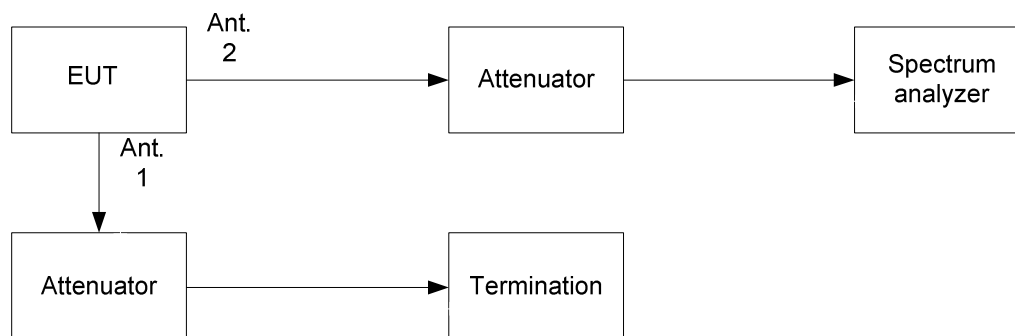 Ant.
2
EUT
Attenuator
Spectrum
analyzer
Ant.
1
Attenuator
Termination